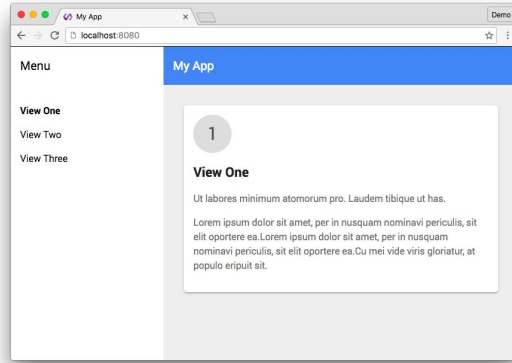 My App
Demo
localhost:8080
Menu
My App
View One
View Two
View Three
1
View One
Ut labores minimum atomorum pro. Laudem tibique ut has.
Lorem ipsum dolor sit amet, per in nusquam nominavi periculis, sit
elit oportere ea.Lorem ipsum dolor sit amet, per in nusquam
nominavi periculis, sit elit oportere ea.Cu mei vide viris gloriatur, at
populo eripuit sit.